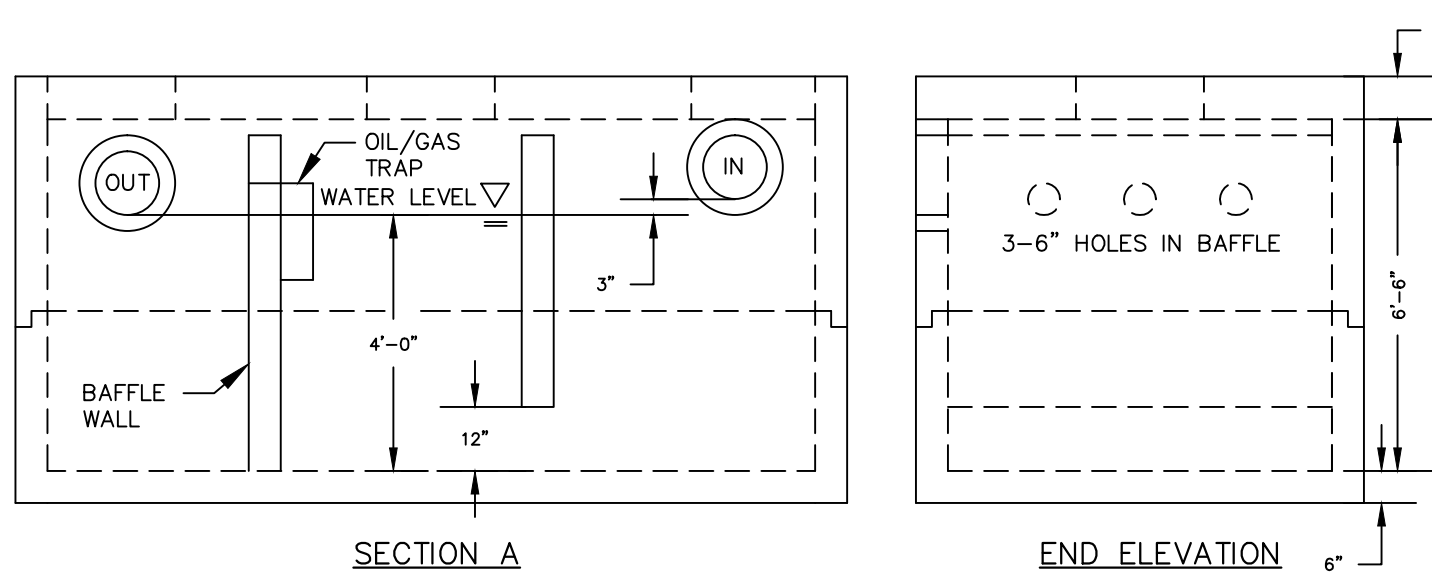 OUT
OIL/GAS
TRAP
WATER LEVEL
IN
3"
4'-0"
BAFFLE
WALL
12"
SECTION A
3-6" HOLES IN BAFFLE
6'-6"
END ELEVATION
6"